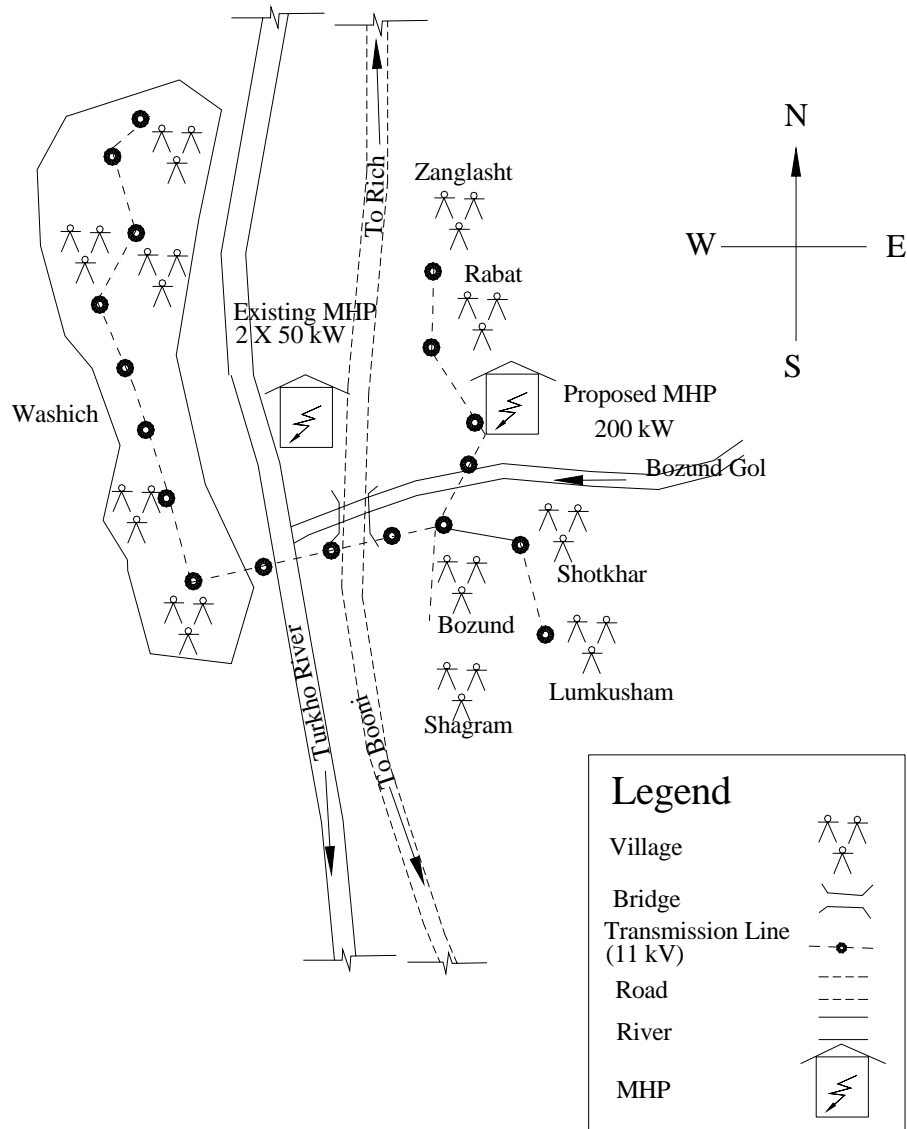 N
Zanglasht
To Rich
W
E
Rabat
Existing MHP
2 X 50 kW
S
Washich
Proposed MHP
200 kW
Bozund Gol
Shotkhar
Bozund
Lumkusham
Turkho River
To Booni
Shagram
Legend
Village
Bridge
Transmission Line
(11 kV)
Road
River
MHP